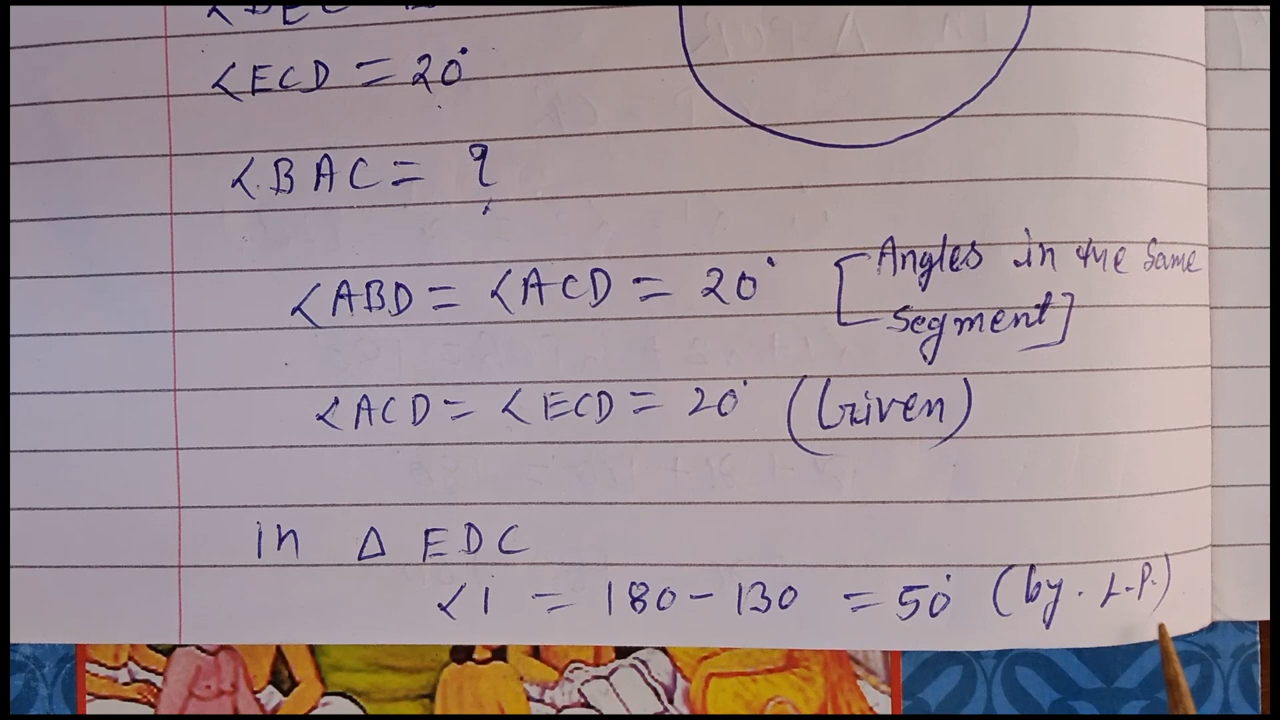 ∠ECD = 20°
∠BAC = ?
∠ABD = ∠ACD = 20° [Angles in the same segment]
∠ACD = ∠ECD = 20° (Given)
in Δ EDC
∠1 = 180 - 130 = 50° (by. L.P.)